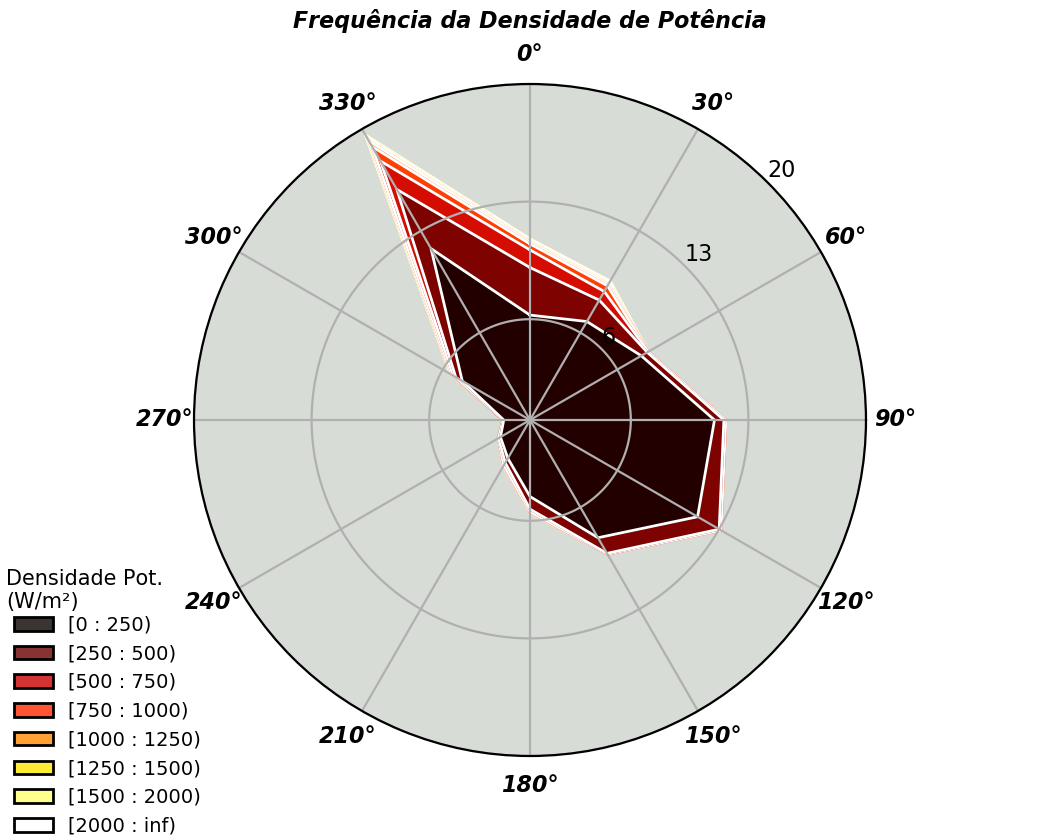 Frequência da Densidade de Potência
0°
330°
30°
20
300°
60°
13
6
270°
90°
Densidade Pot.
(W/m²)
240°
120°
[0 : 250)
[250 : 500)
[500 : 750)
[750 : 1000)
210°
150°
[1000 : 1250)
[1250 : 1500)
180°
[1500 : 2000)
[2000 : inf)